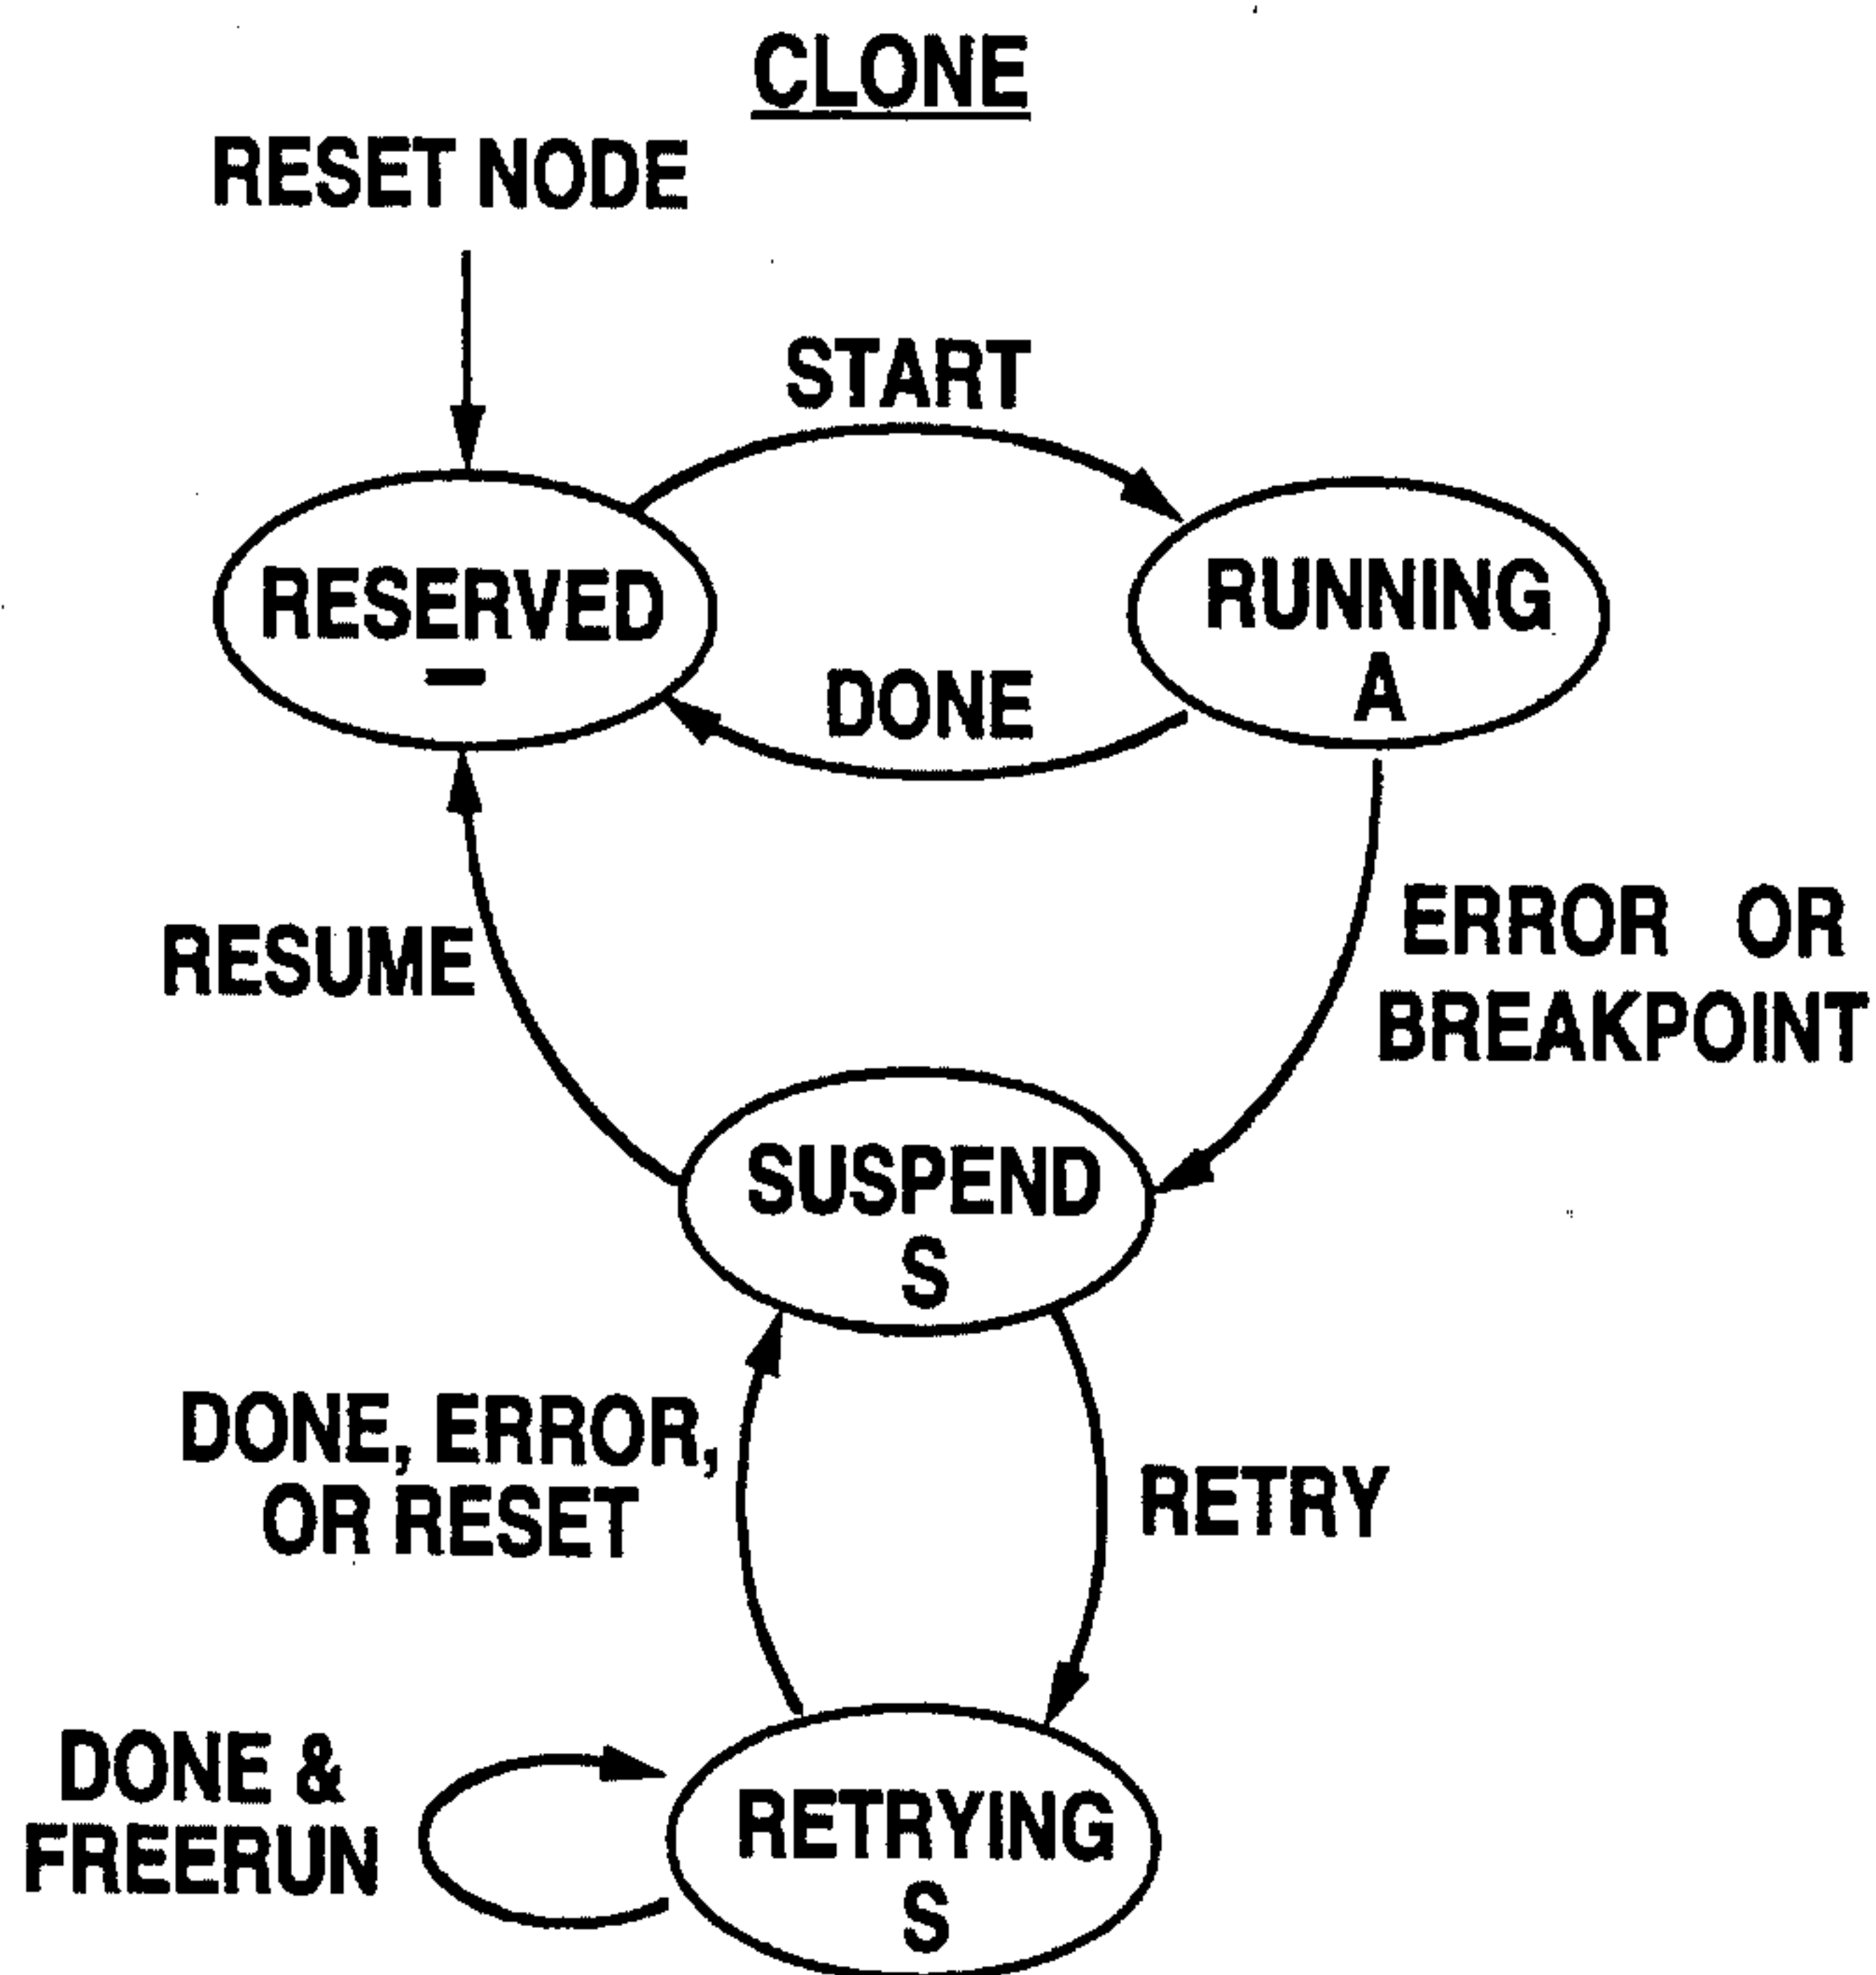 CLONE
RESET NODE
START
RESERVED
–
RUNNING
A
DONE
RESUME
ERROR OR
BREAKPOINT
SUSPEND
S
DONE, ERROR,
OR RESET
RETRY
DONE &
FREERUN
RETRYING
S